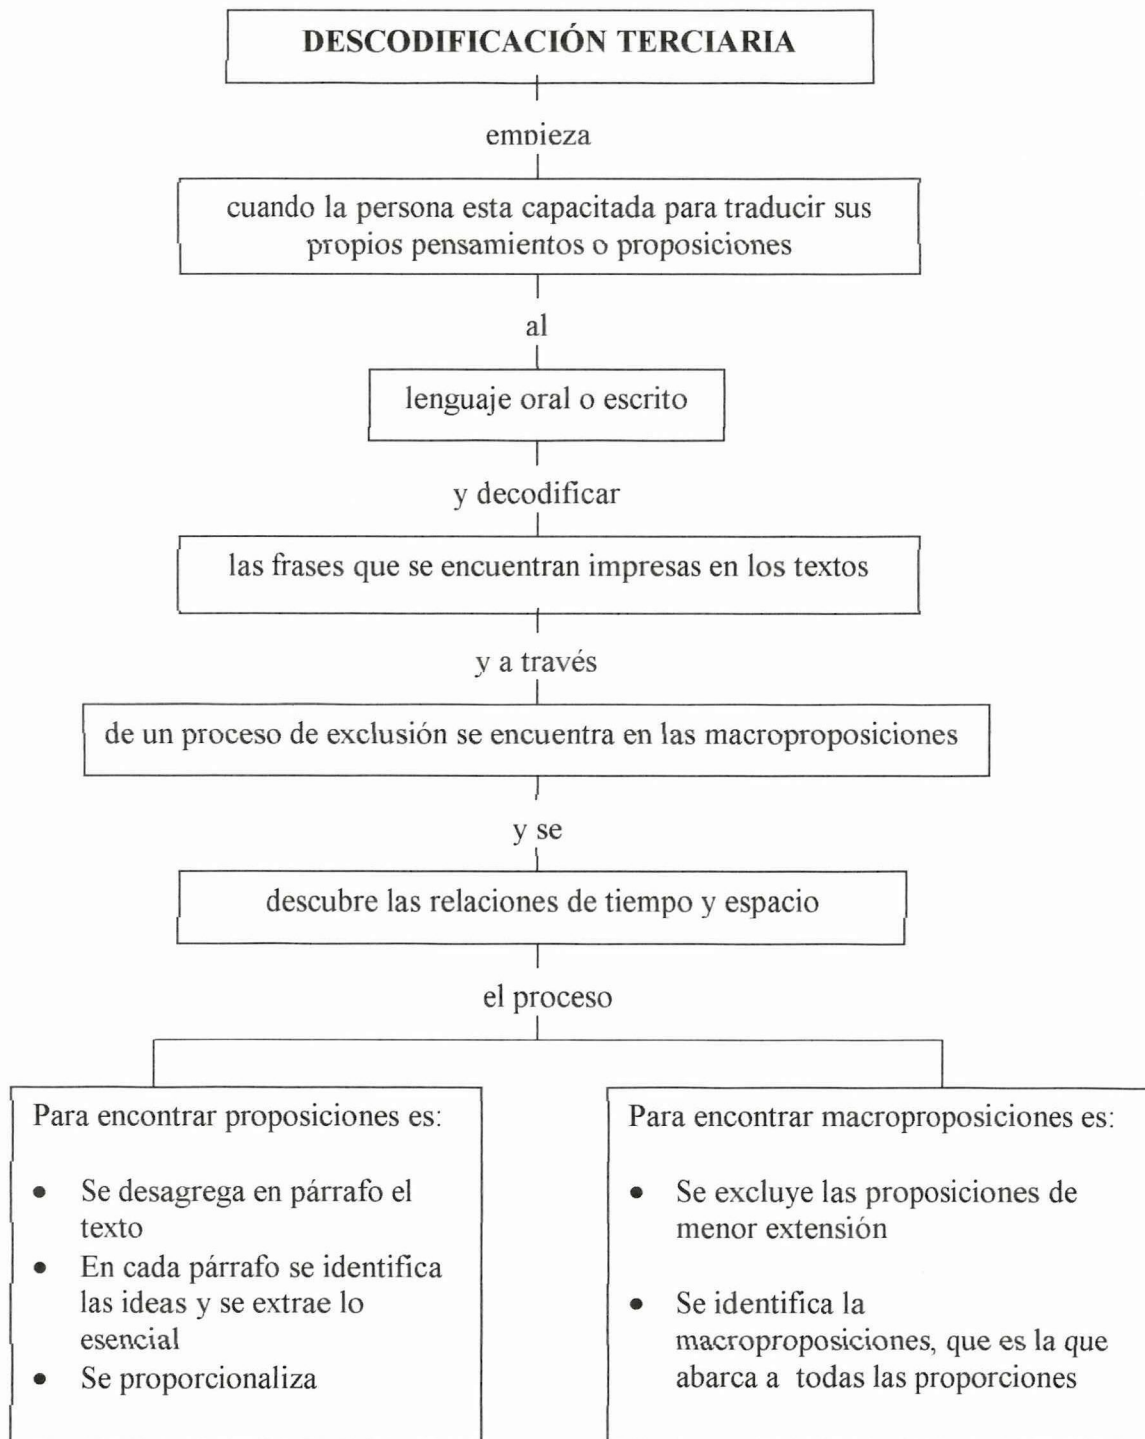 DESCODIFICACIÓN TERCIARIA
empieza
cuando la persona esta capacitada para traducir sus
propios pensamientos o proposiciones
al
lenguaje oral o escrito
y decodificar
las frases que se encuentran impresas en los textos
y a través
de un proceso de exclusión se encuentra en las macroproposiciones
y se
descubre las relaciones de tiempo y espacio
el proceso
Para encontrar proposiciones es:
• Se desagrega en párrafo el
texto
• En cada párrafo se identifica
las ideas y se extrae lo
esencial
• Se proporcionaliza
Para encontrar macroproposiciones es:
• Se excluye las proposiciones de
menor extensión
• Se identifica la
macroproposiciones, que es la que
abarca a todas las proporciones